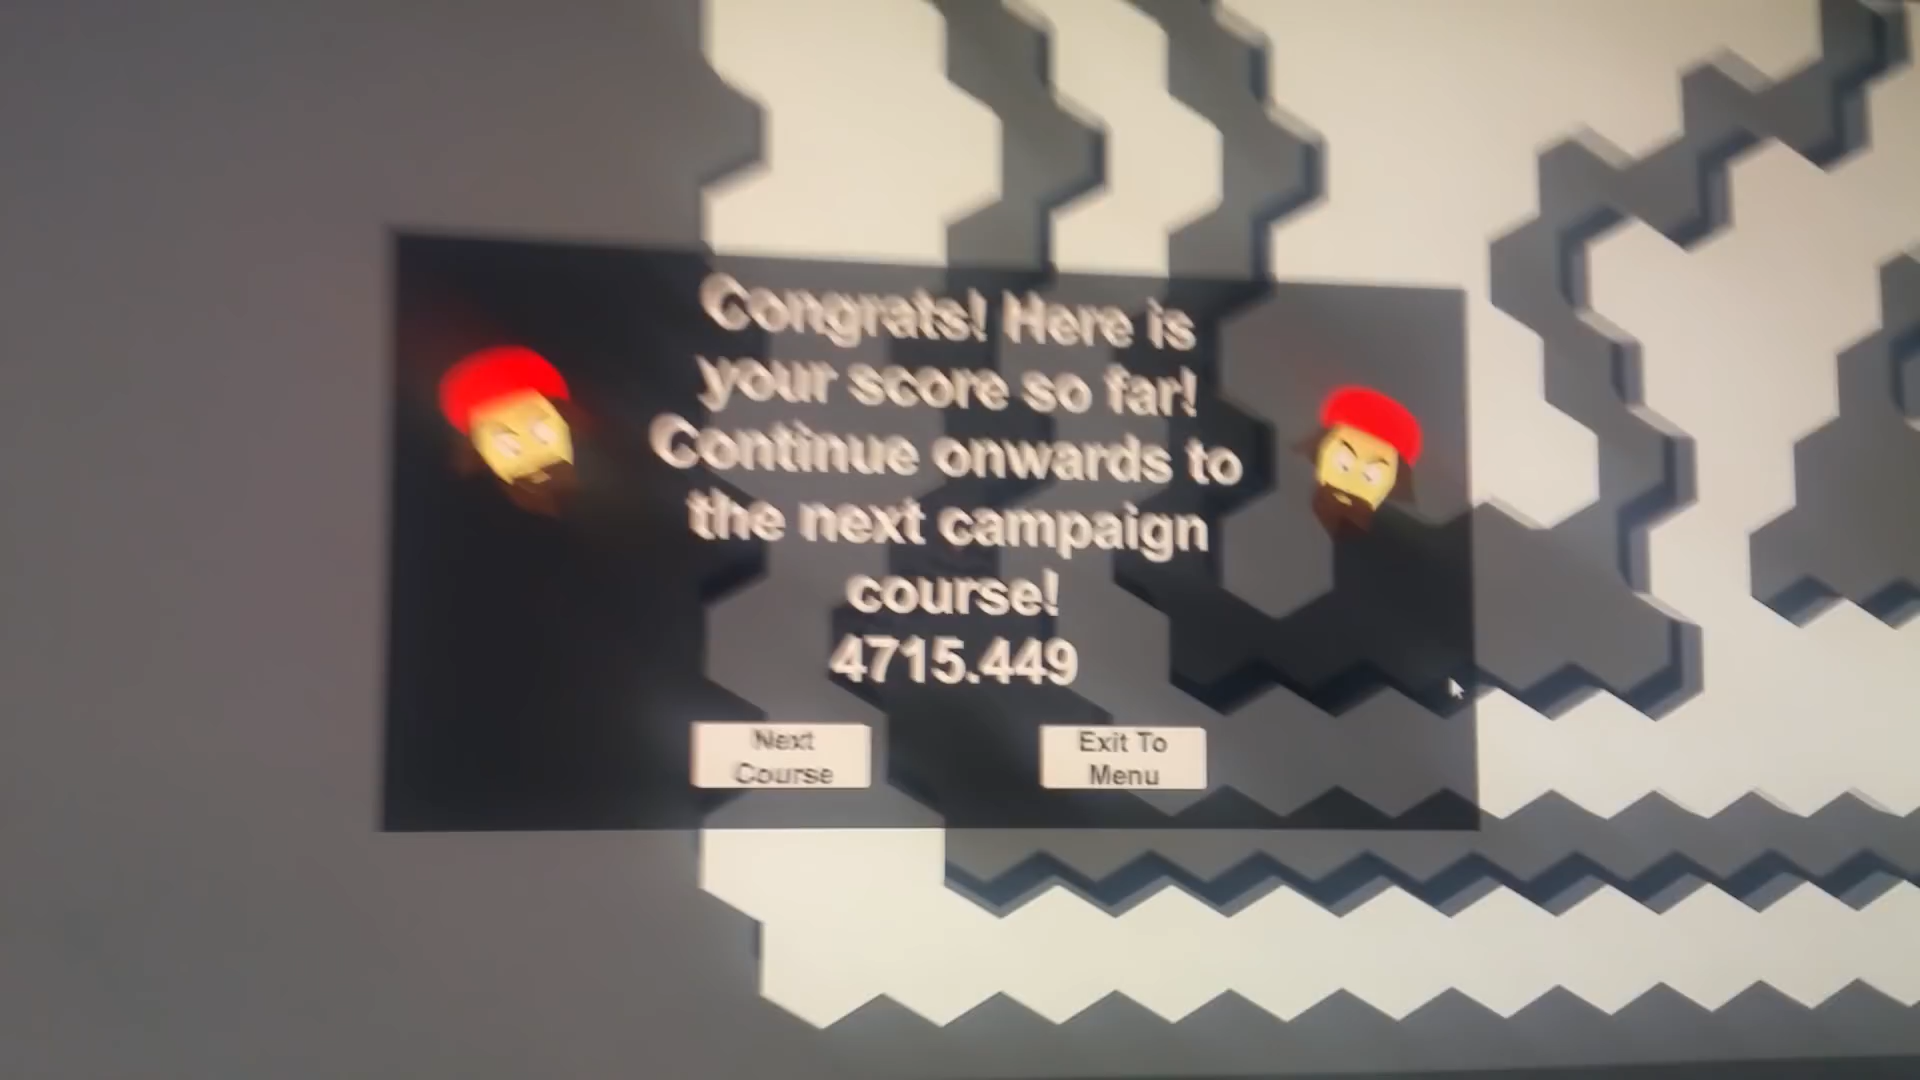 Congrats! Here is
your score so far!
Continue onwards to
the next campaign
course!
4715.449
Next
Course
Exit To
Menu